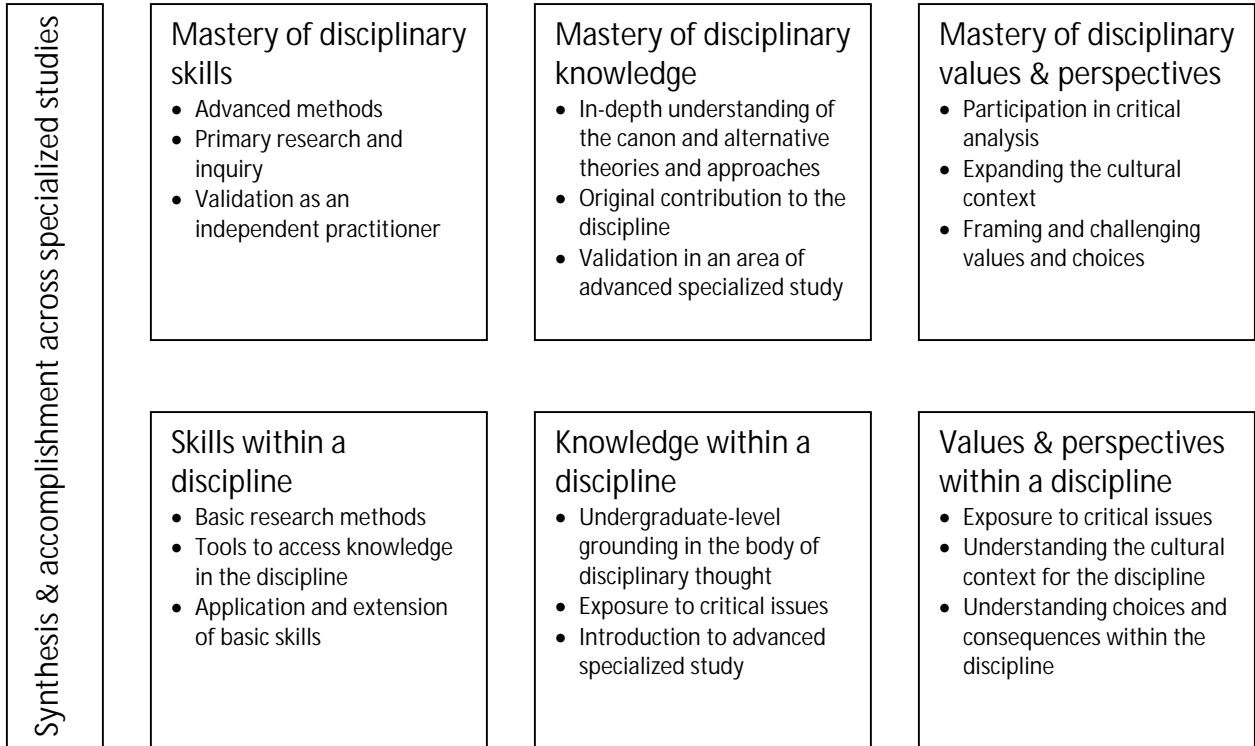 Synthesis & accomplishment across specialized studies
Mastery of disciplinary
skills
• Advanced methods
• Primary research and
inquiry
• Validation as an
independent practitioner
Mastery of disciplinary
knowledge
• In-depth understanding of
the canon and alternative
theories and approaches
• Original contribution to the
discipline
• Validation in an area of
advanced specialized study
Mastery of disciplinary
values & perspectives
• Participation in critical
analysis
• Expanding the cultural
context
• Framing and challenging
values and choices
Skills within a
discipline
• Basic research methods
• Tools to access knowledge
in the discipline
• Application and extension
of basic skills
Knowledge within a
discipline
• Undergraduate-level
grounding in the body of
disciplinary thought
• Exposure to critical issues
• Introduction to advanced
specialized study
Values & perspectives
within a discipline
• Exposure to critical issues
• Understanding the cultural
context for the discipline
• Understanding choices and
consequences within the
discipline